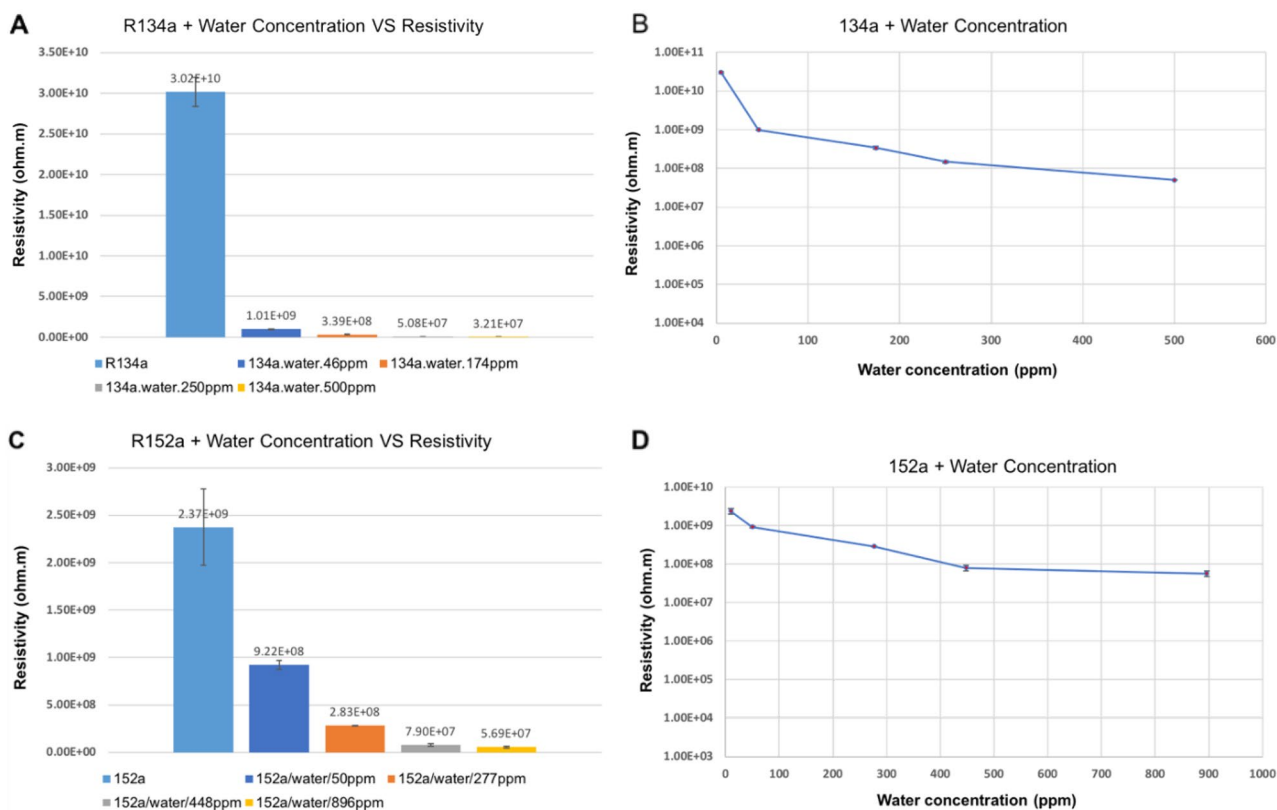 A
R134a + Water Concentration VS Resistivity
Resistivity (ohm.m)
3.50E+10
3.00E+10
2.50E+10
2.00E+10
1.50E+10
1.00E+10
5.00E+09
0.00E+00
3.02E+10
1.01E+09
3.39E+08
5.08E+07
3.21E+07
R134a
134a.water.46ppm
134a.water.174ppm
134a.water.250ppm
134a.water.500ppm
B
134a + Water Concentration
Resistivity (ohm.m)
1.00E+11
1.00E+10
1.00E+09
1.00E+08
1.00E+07
1.00E+06
1.00E+05
1.00E+04
0 100 200 300 400 500 600
Water concentration (ppm)
C
R152a + Water Concentration VS Resistivity
Resistivity (ohm.m)
3.00E+09
2.50E+09
2.00E+09
1.50E+09
1.00E+09
5.00E+08
0.00E+00
2.37E+09
9.22E+08
2.83E+08
7.90E+07
5.69E+07
152a
152a/water/50ppm
152a/water/277ppm
152a/water/448ppm
152a/water/896ppm
D
152a + Water Concentration
Resistivity (ohm.m)
1.00E+10
1.00E+09
1.00E+08
1.00E+07
1.00E+06
1.00E+05
1.00E+04
1.00E+03
0 100 200 300 400 500 600 700 800 900 1000
Water concentration (ppm)